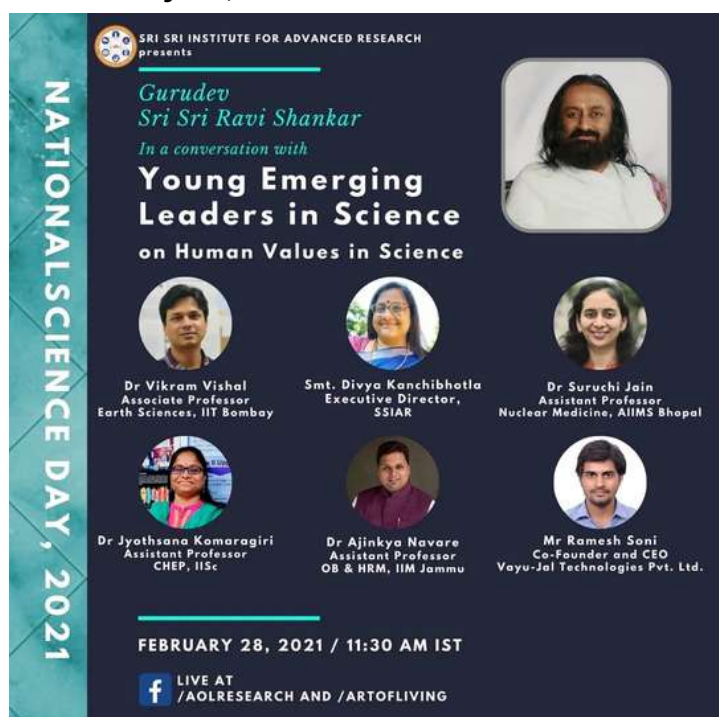 SRI SRI INSTITUTE FOR ADVANCED RESEARCH
presents
Gurudev
Sri Sri Ravi Shankar
In a conversation with
Young Emerging
Leaders in Science
on Human Values in Science
NATIONALSCIENCE DAY, 2021
Dr Vikram Vishal
Associate Professor
Earth Sciences, IIT Bombay
Smt. Divya Kanchibhotla
Executive Director,
SSIAR
Dr Suruchi Jain
Assistant Professor
Nuclear Medicine, AIIMS Bhopal
Dr Jyothsana Komaragiri
Assistant Professor
CHEP, IISc
Dr Ajinkya Navare
Assistant Professor
OB & HRM, IIM Jammu
Mr Ramesh Soni
Co-Founder and CEO
Vayu-Jal Technologies Pvt. Ltd.
FEBRUARY 28, 2021 / 11:30 AM IST
LIVE AT
/AOLRESEARCH AND /ARTOFLIVING